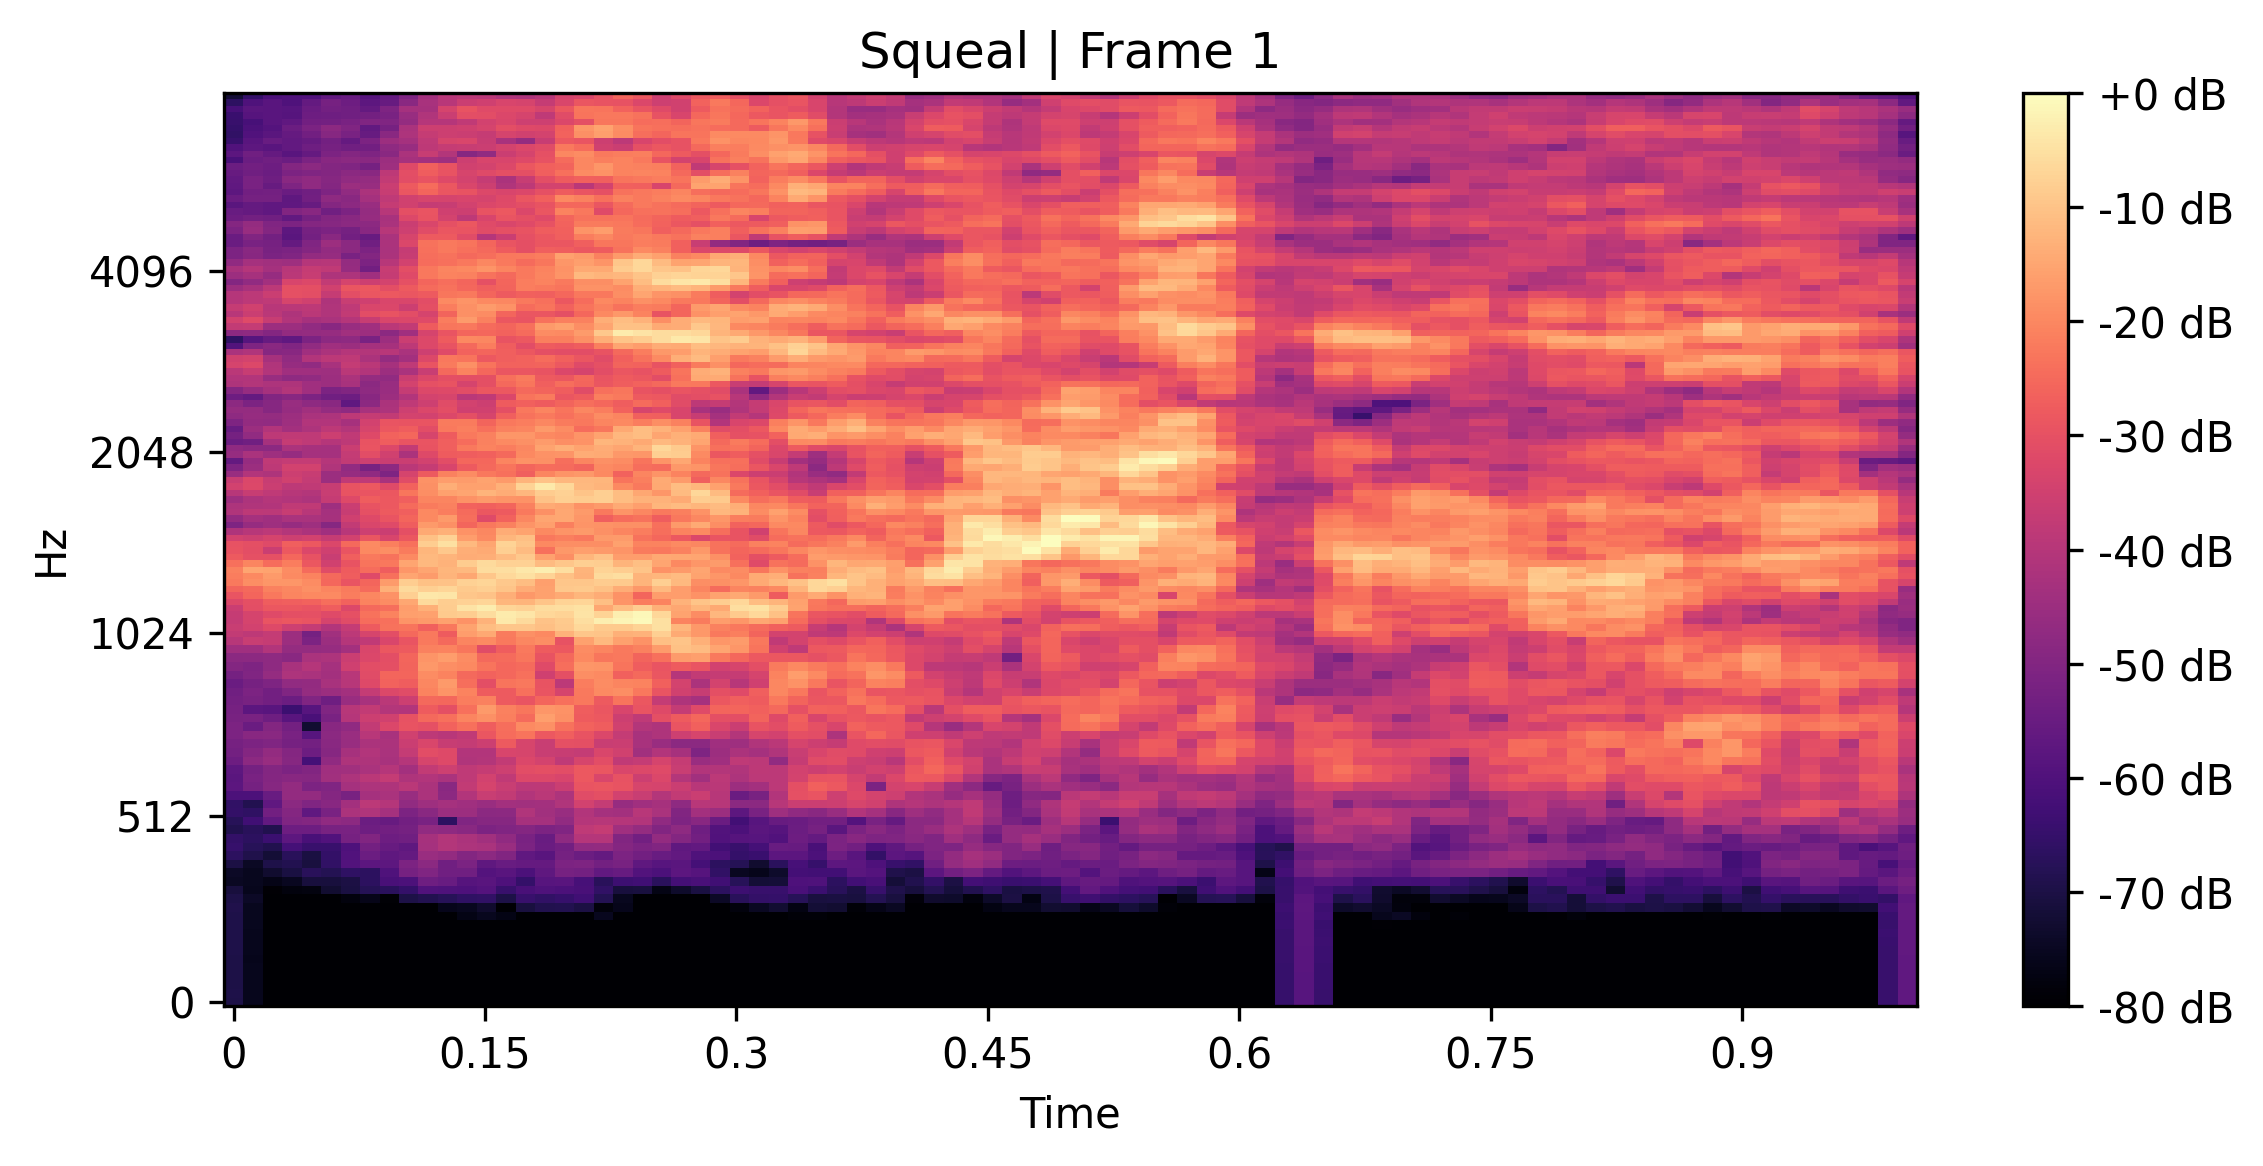 Squeal | Frame 1
Hz
4096
2048
1024
512
0
0 0.15 0.3 0.45 0.6 0.75 0.9
Time
+0 dB
-10 dB
-20 dB
-30 dB
-40 dB
-50 dB
-60 dB
-70 dB
-80 dB